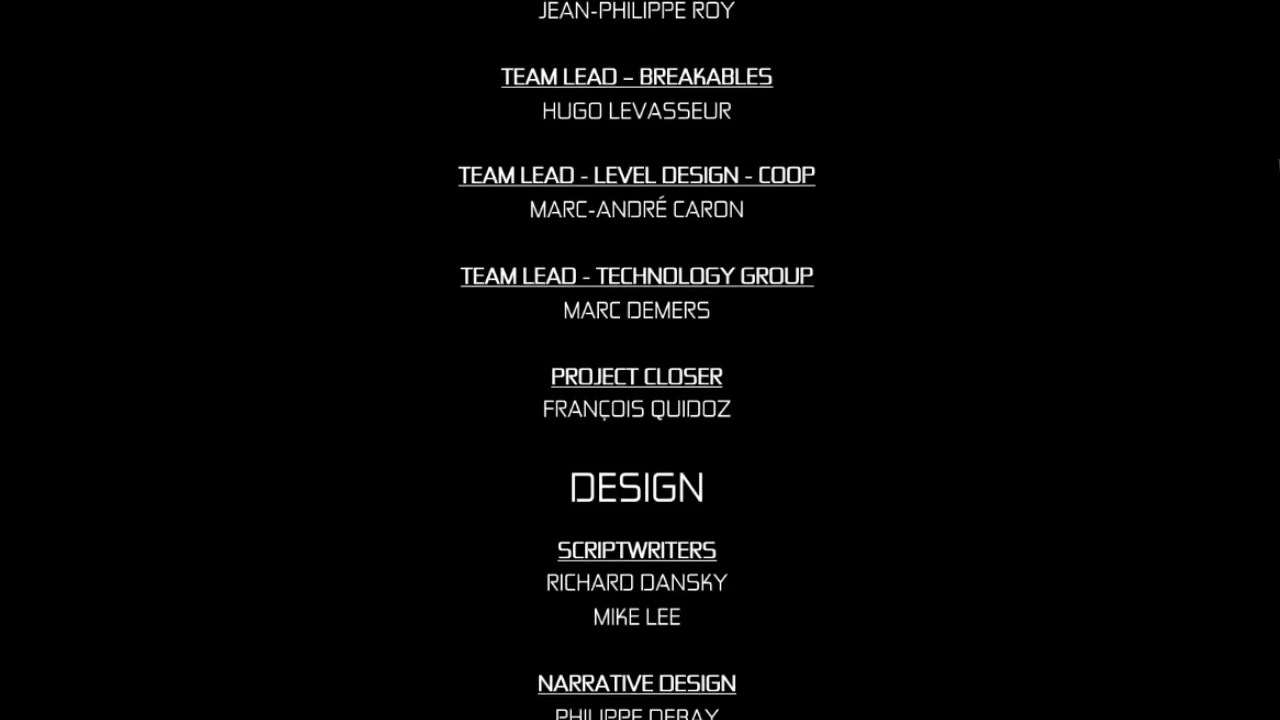 JEAN-PHILIPPE ROY
TEAM LEAD – BREAKABLES
HUGO LEVASSEUR
TEAM LEAD - LEVEL DESIGN - COOP
MARC-ANDRÉ CARON
TEAM LEAD - TECHNOLOGY GROUP
MARC DEMERS
PROJECT CLOSER
FRANÇOIS QUIDOZ
DESIGN
SCRIPTWRITERS
RICHARD DANSKY
MIKE LEE
NARRATIVE DESIGN
PHILIPPE